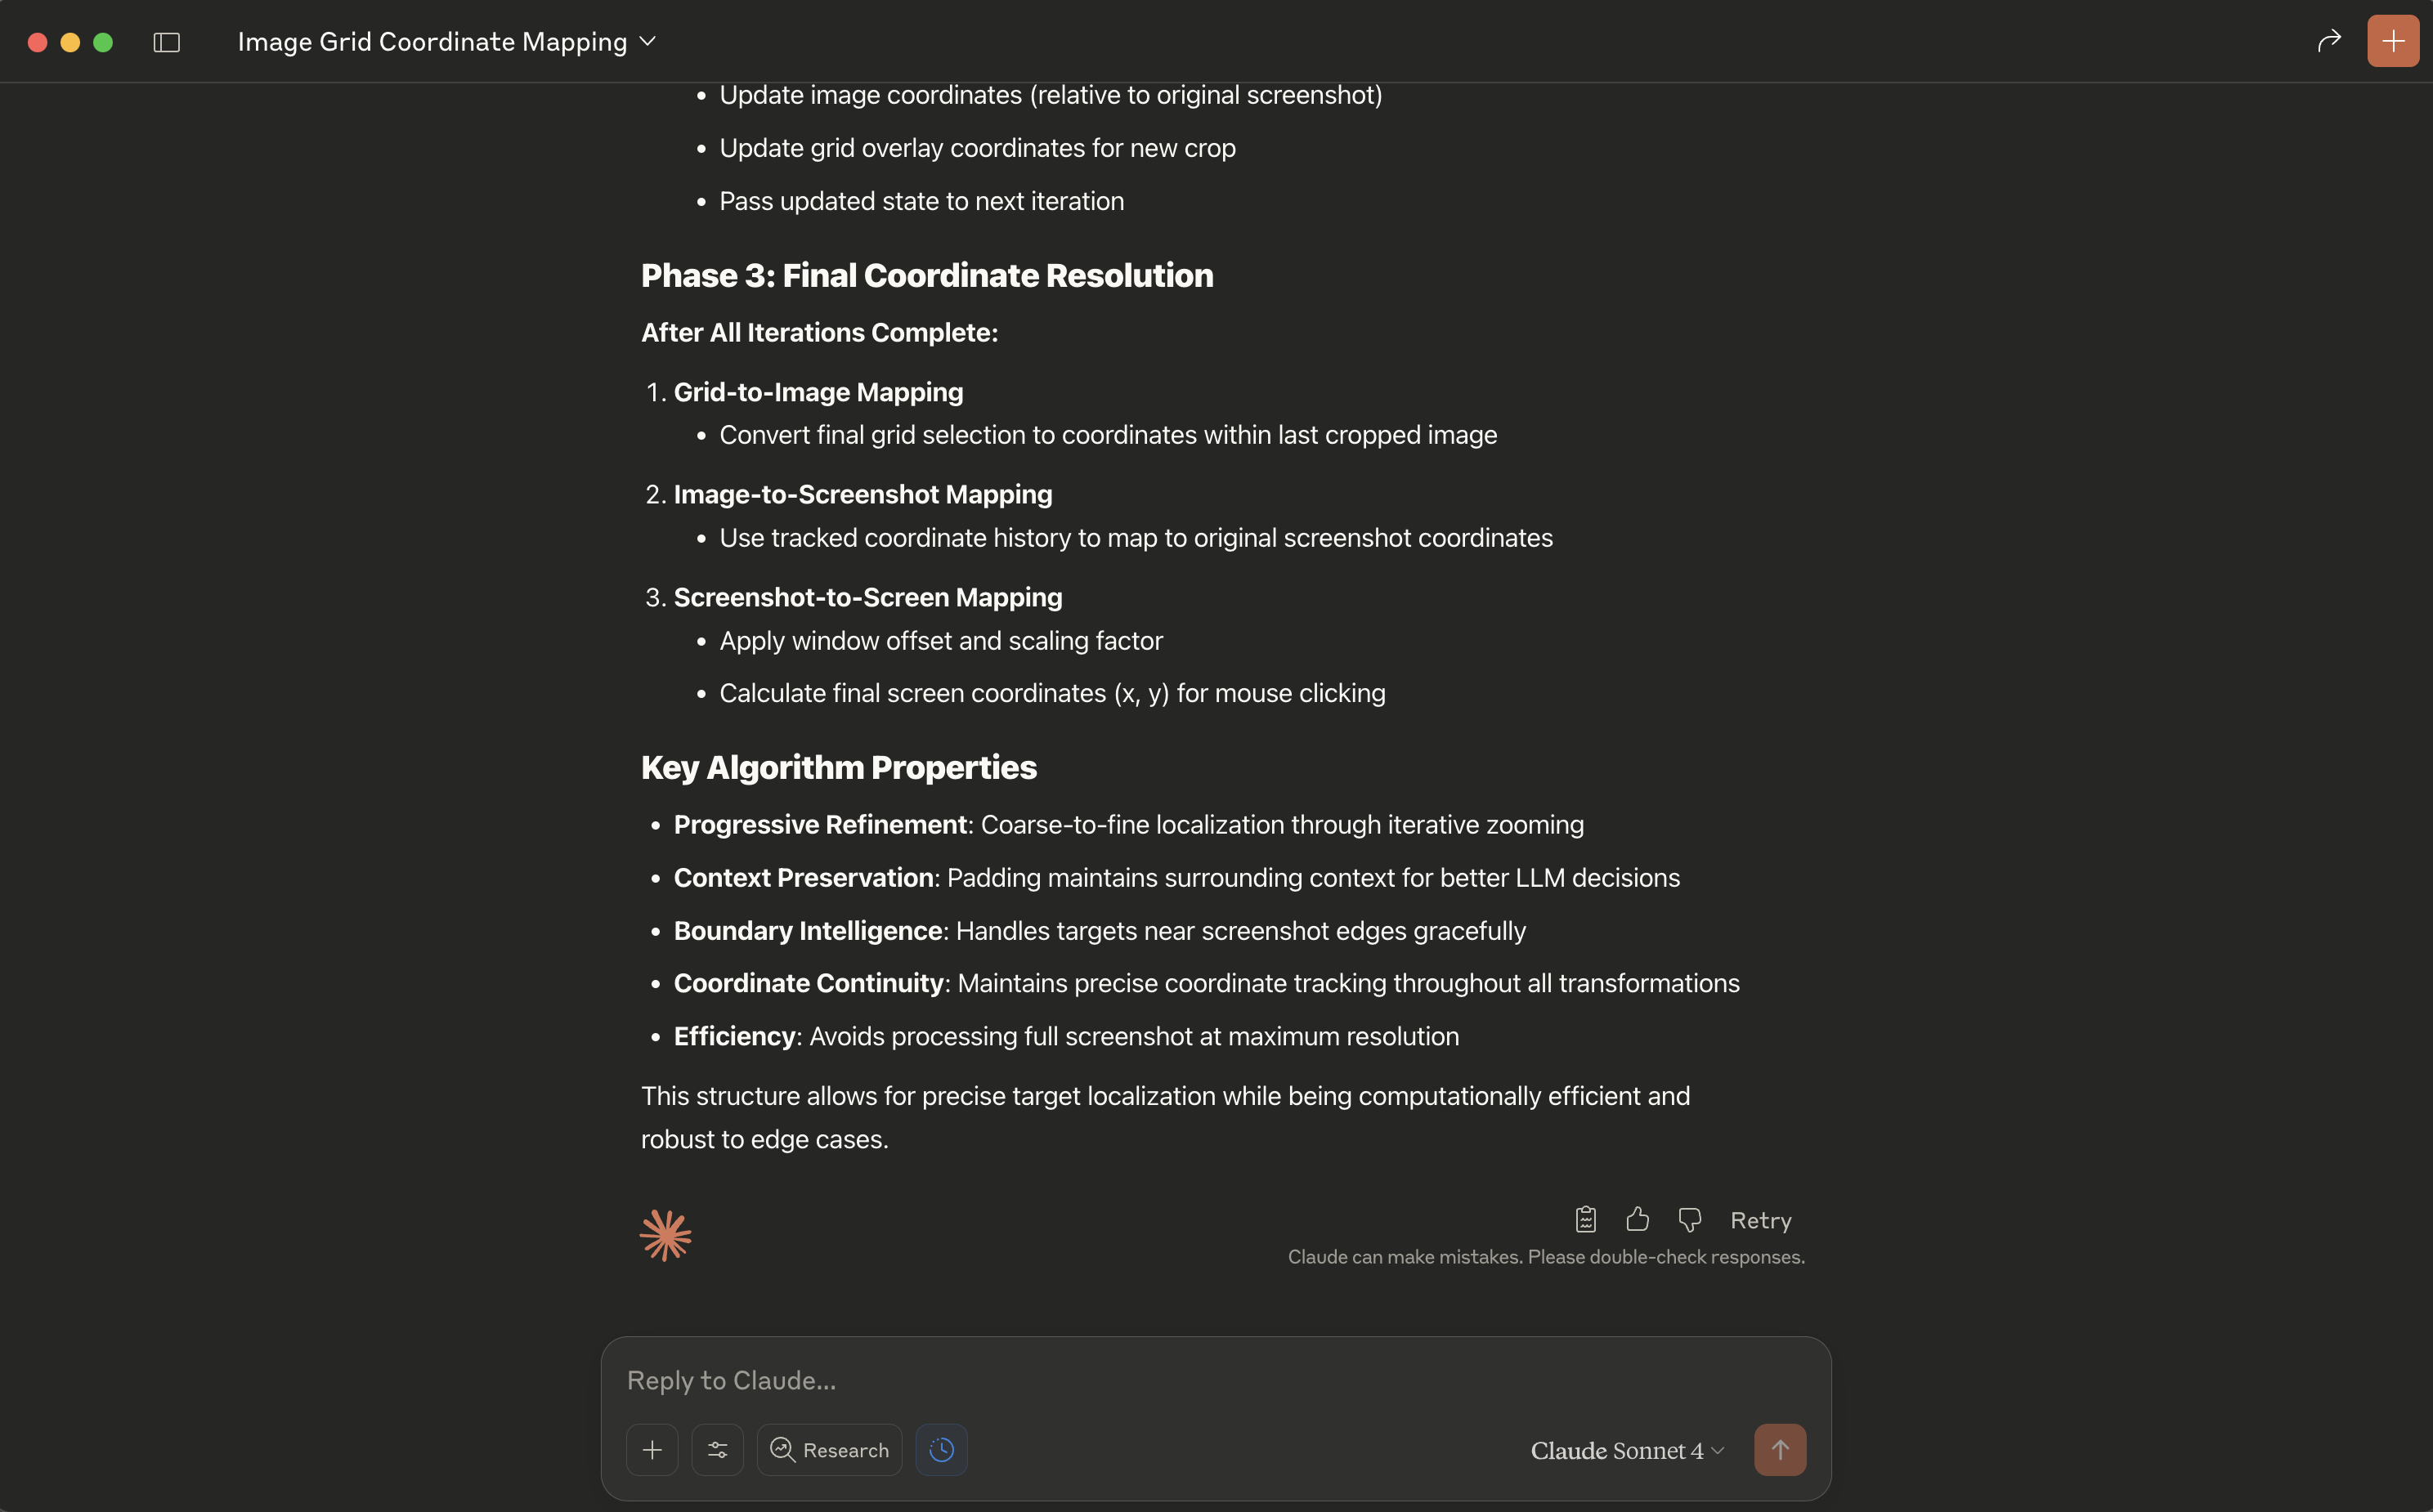 Image Grid Coordinate Mapping
• Update image coordinates (relative to original screenshot)
• Update grid overlay coordinates for new crop
• Pass updated state to next iteration
Phase 3: Final Coordinate Resolution
After All Iterations Complete:
1. Grid-to-Image Mapping
• Convert final grid selection to coordinates within last cropped image
2. Image-to-Screenshot Mapping
• Use tracked coordinate history to map to original screenshot coordinates
3. Screenshot-to-Screen Mapping
• Apply window offset and scaling factor
• Calculate final screen coordinates (x, y) for mouse clicking
Key Algorithm Properties
• Progressive Refinement: Coarse-to-fine localization through iterative zooming
• Context Preservation: Padding maintains surrounding context for better LLM decisions
• Boundary Intelligence: Handles targets near screenshot edges gracefully
• Coordinate Continuity: Maintains precise coordinate tracking throughout all transformations
• Efficiency: Avoids processing full screenshot at maximum resolution
This structure allows for precise target localization while being computationally efficient and
robust to edge cases.
Retry
Claude can make mistakes. Please double-check responses.
Reply to Claude...
Research
Claude Sonnet 4